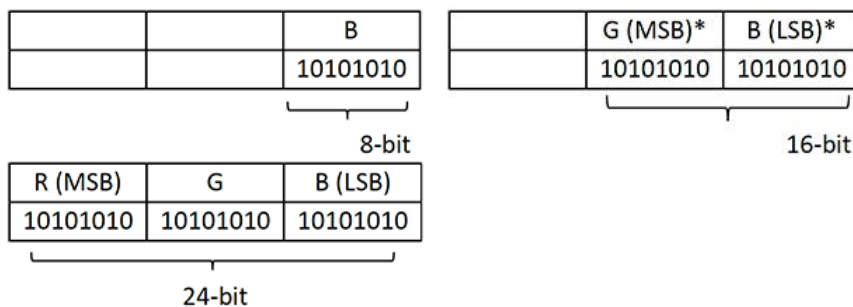 B
10101010
8-bit
G (MSB)* B (LSB)*
10101010 10101010
16-bit
R (MSB) G B (LSB)
10101010 10101010 10101010
24-bit